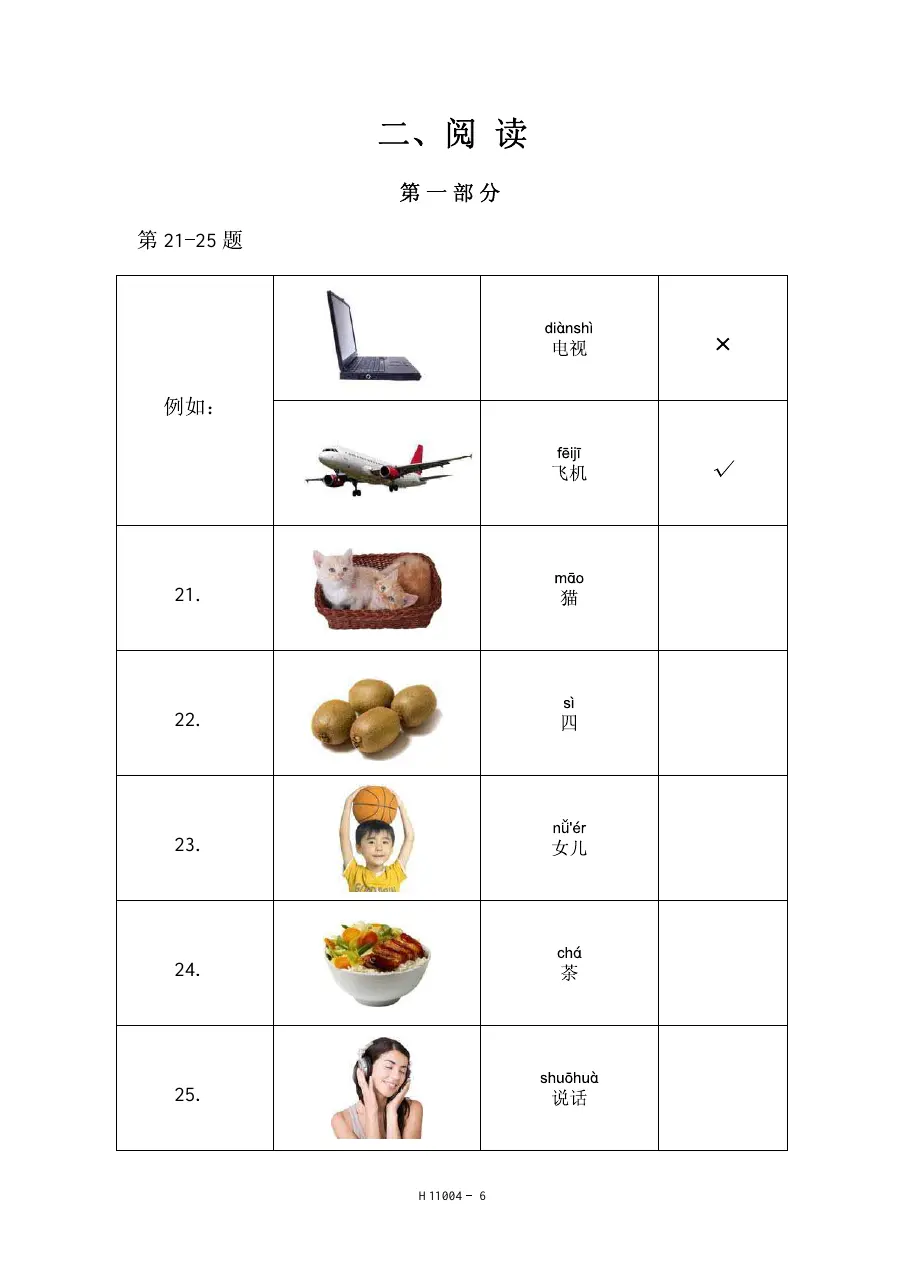 二、阅 读
第一部分
第 21-25 题
例如：
diànshì
电视
×
fēijī
飞机
√
21.
māo
猫
22.
sì
四
23.
nǚ'ér
女儿
24.
chá
茶
25.
shuōhuà
说话
H11004 - 6